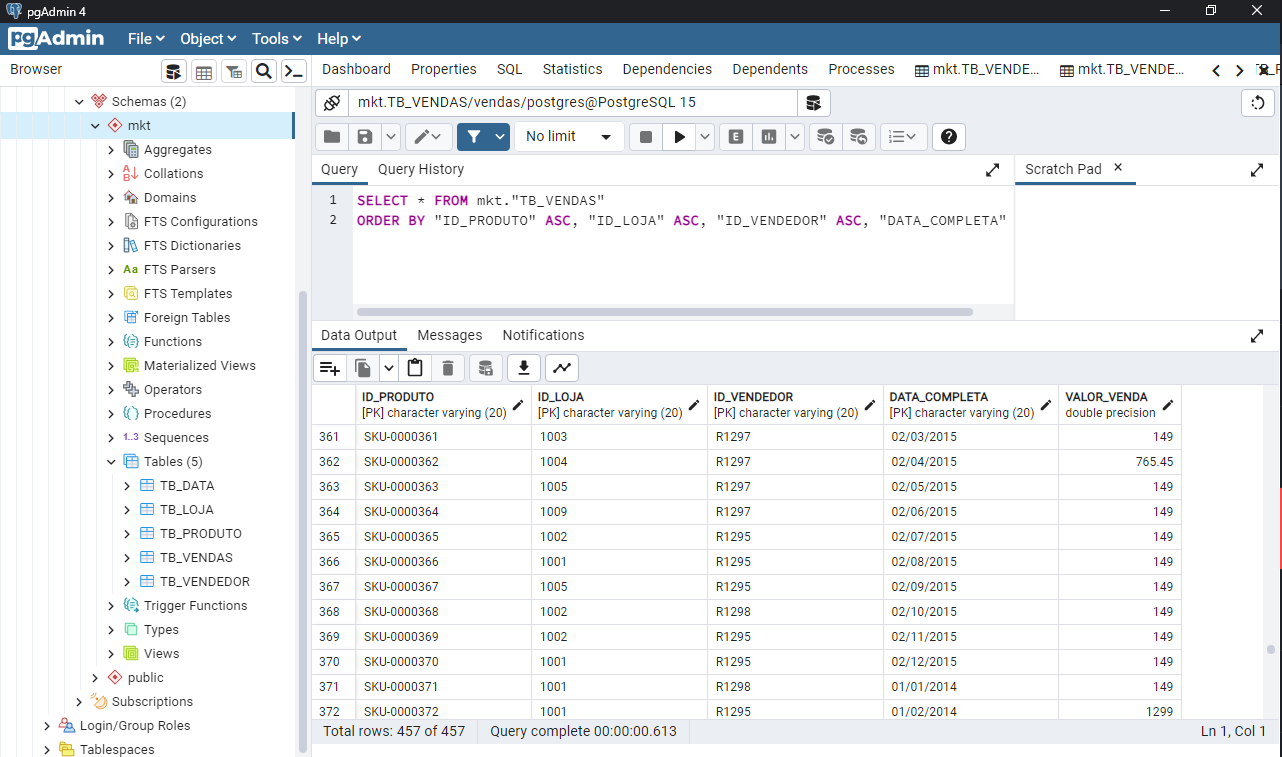 pgAdmin 4
pgAdmin File Object Tools Help
Browser
Dashboard Properties SQL Statistics Dependencies Dependents Processes mkt.TB_VENDE... mkt.TB_VENDE...
Schemas (2)
mkt
Aggregates
Collations
Domains
FTS Configurations
FTS Dictionaries
Aa FTS Parsers
FTS Templates
Foreign Tables
Functions
Materialized Views
Operators
Procedures
1..3 Sequences
Tables (5)
TB_DATA
TB_LOJA
TB_PRODUTO
TB_VENDAS
TB_VENDEDOR
Trigger Functions
Types
Views
public
Subscriptions
Login/Group Roles
Tablespaces
mkt.TB_VENDAS/vendas/postgres@PostgreSQL 15
No limit E
Query Query History
Scratch Pad
1 SELECT * FROM mkt."TB_VENDAS"
2 ORDER BY "ID_PRODUTO" ASC, "ID_LOJA" ASC, "ID_VENDEDOR" ASC, "DATA_COMPLETA"
Data Output Messages Notifications
ID_PRODUTO ID_LOJA ID_VENDEDOR DATA_COMPLETA VALOR_VENDA
[PK] character varying (20) [PK] character varying (20) [PK] character varying (20) [PK] character varying (20) double precision
361 SKU-0000361 1003 R1297 02/03/2015 149
362 SKU-0000362 1004 R1297 02/04/2015 765.45
363 SKU-0000363 1005 R1297 02/05/2015 149
364 SKU-0000364 1009 R1297 02/06/2015 149
365 SKU-0000365 1002 R1295 02/07/2015 149
366 SKU-0000366 1001 R1295 02/08/2015 149
367 SKU-0000367 1005 R1295 02/09/2015 149
368 SKU-0000368 1002 R1298 02/10/2015 149
369 SKU-0000369 1002 R1295 02/11/2015 149
370 SKU-0000370 1001 R1295 02/12/2015 149
371 SKU-0000371 1001 R1298 01/01/2014 149
372 SKU-0000372 1001 R1295 01/02/2014 1299
Total rows: 457 of 457 Query complete 00:00:00.613 Ln 1, Col 1